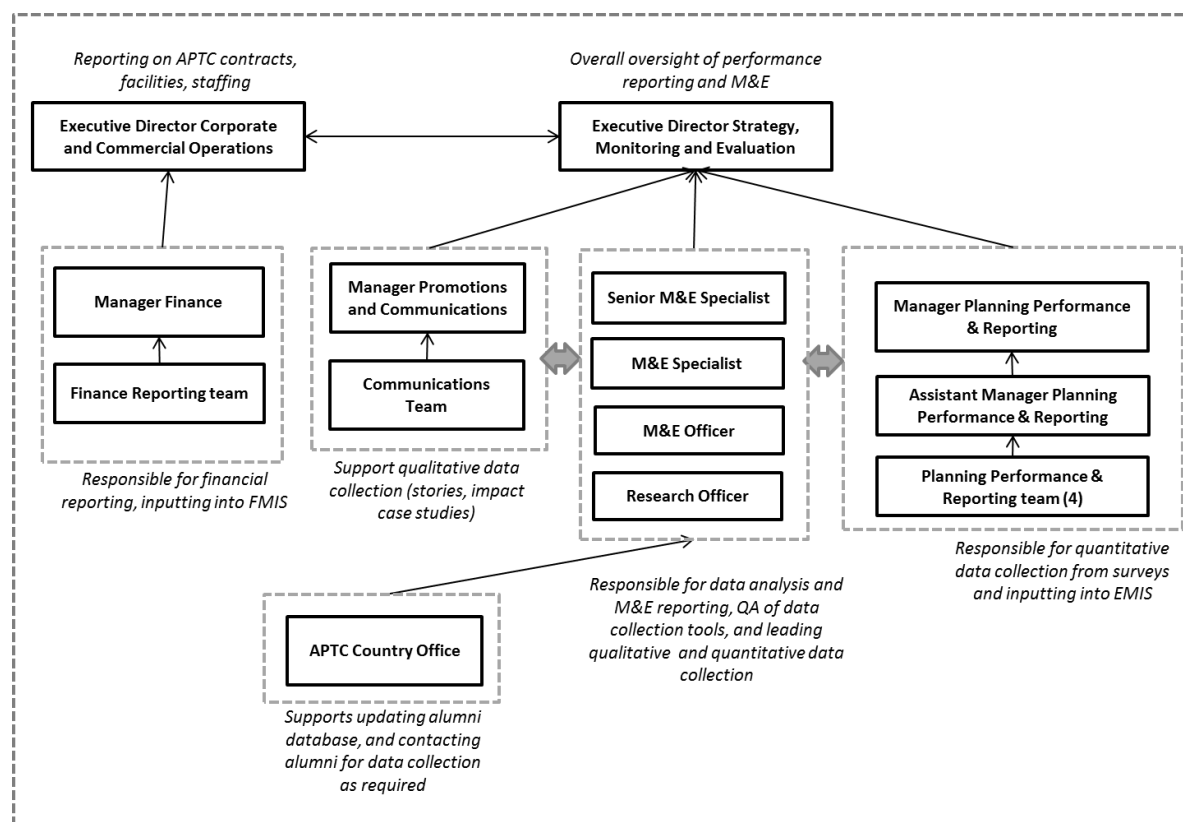 Reporting on APTC contracts,
facilities, staffing
Overall oversight of performance
reporting and M&E
Executive Director Corporate
and Commercial Operations
Executive Director Strategy,
Monitoring and Evaluation
Manager Finance
Finance Reporting team
Responsible for financial
reporting, inputting into FMIS
Manager Promotions
and Communications
Communications
Team
Support qualitative data
collection (stories, impact
case studies)
Senior M&E Specialist
M&E Specialist
M&E Officer
Research Officer
Responsible for data analysis and
M&E reporting, QA of data
collection tools, and leading
qualitative and quantitative data
collection
Manager Planning Performance
& Reporting
Assistant Manager Planning
Performance & Reporting
Planning Performance &
Reporting team (4)
Responsible for quantitative
data collection from surveys
and inputting into EMIS
APTC Country Office
Supports updating alumni
database, and contacting
alumni for data collection
as required